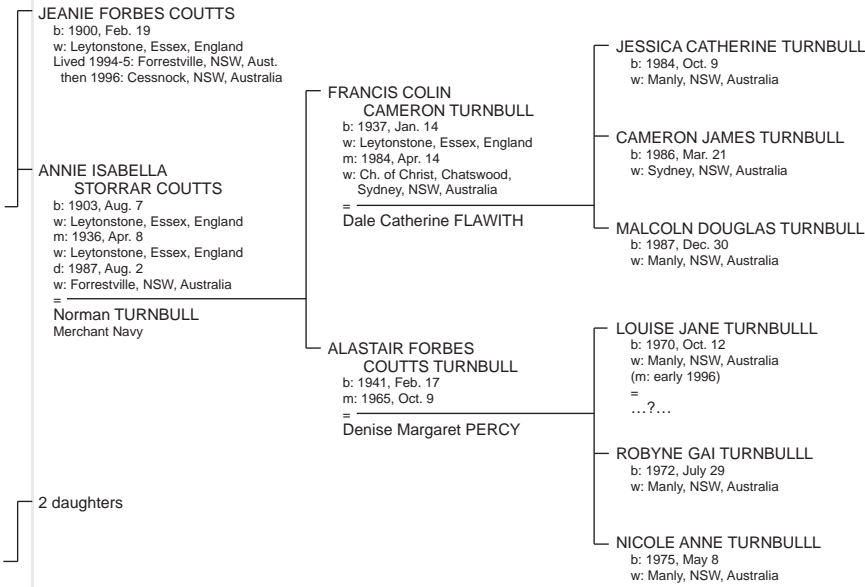 JEANIE FORBES COUTTS
b: 1900, Feb. 19
w: Leytonstone, Essex, England
Lived 1994-5: Forrestville, NSW, Aust.
then 1996: Cessnock, NSW, Australia
ANNIE ISABELLA
STORRAR COUTTS
b: 1903, Aug. 7
w: Leytonstone, Essex, England
m: 1936, Apr. 8
w: Leytonstone, Essex, England
d: 1987, Aug. 2
w: Forrestville, NSW, Australia
=
Norman TURNBULL
Merchant Navy
2 daughters
FRANCIS COLIN
CAMERON TURNBULL
b: 1937, Jan. 14
w: Leytonstone, Essex, England
m: 1984, Apr. 14
w: Ch. of Christ, Chatswood,
Sydney, NSW, Australia
=
Dale Catherine FLAWITH
ALASTAIR FORBES
COUTTS TURNBULL
b: 1941, Feb. 17
m: 1965, Oct. 9
=
Denise Margaret PERCY
JESSICA CATHERINE TURNBULL
b: 1984, Oct. 9
w: Manly, NSW, Australia
CAMERON JAMES TURNBULL
b: 1986, Mar. 21
w: Sydney, NSW, Australia
MALCOLN DOUGLAS TURNBULL
b: 1987, Dec. 30
w: Manly, NSW, Australia
LOUISE JANE TURNBULLL
b: 1970, Oct. 12
w: Manly, NSW, Australia
(m: early 1996)
=
…?…
ROBYNE GAI TURNBULLL
b: 1972, July 29
w: Manly, NSW, Australia
NICOLE ANNE TURNBULLL
b: 1975, May 8
w: Manly, NSW, Australia